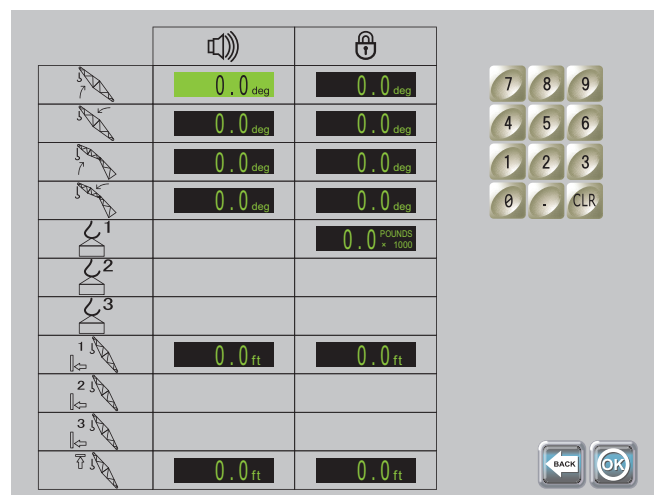 0.0 deg 0.0 deg
0.0 deg 0.0 deg
0.0 deg 0.0 deg
0.0 deg 0.0 deg
1 0.0 POUNDS × 1000
2
3
1 0.0 ft 0.0 ft
2
3
0.0 ft 0.0 ft
7 8 9
4 5 6
1 2 3
0 . CLR
BACK OK